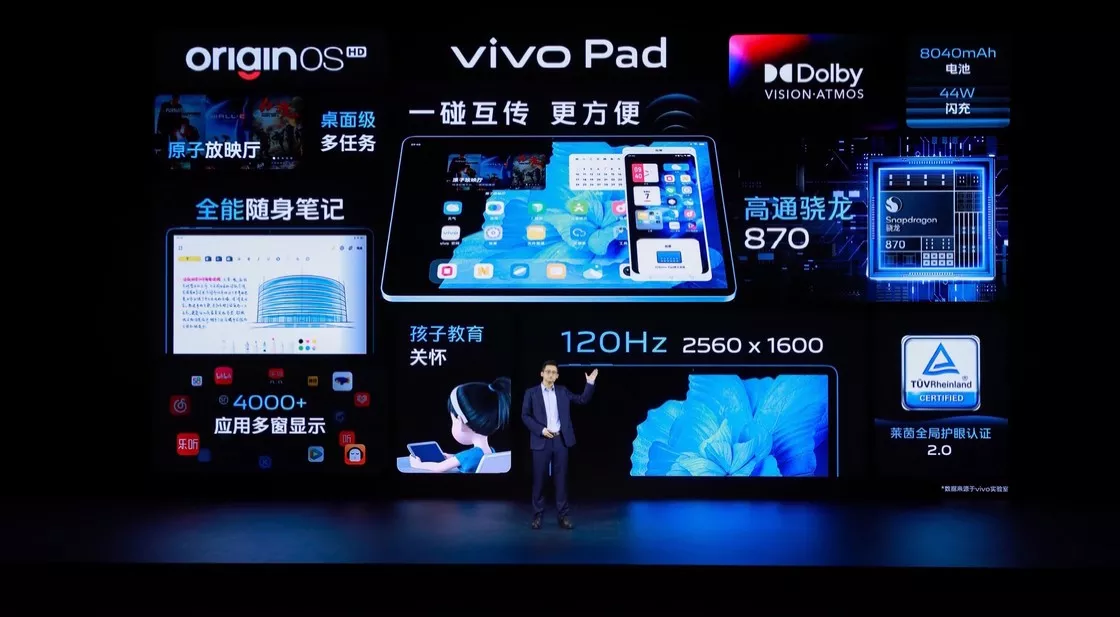 OriginOS HD
vivo Pad
Dolby
VISION·ATMOS
8040mAh
电池
44W
闪充
原子放映厅
桌面级
多任务
一碰互传 更方便
高通骁龙
870
Snapdragon
骁龙
870
全能随身笔记
孩子教育
关怀
120Hz 2560 x 1600
4000+
应用多窗显示
乐听
TÜVRheinland
CERTIFIED
莱茵全局护眼认证
2.0
*数据来源于vivo实验室